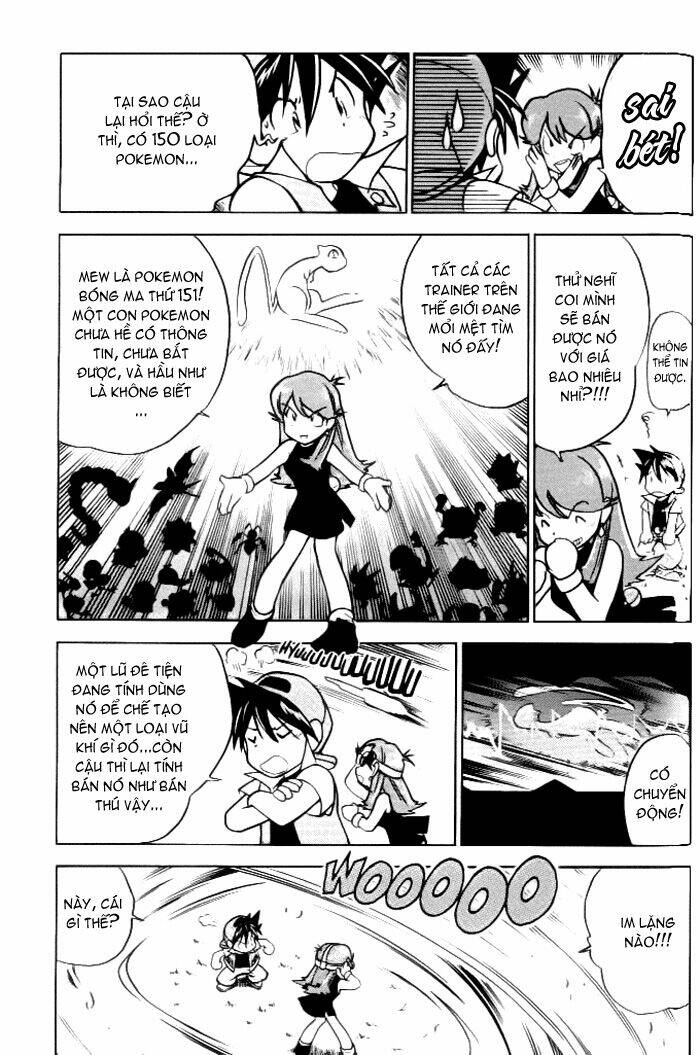 TẠI SAO CẬU
LẠI HỎI THẾ? Ở
THÌ, CÓ 150 LOẠI
POKEMON...
sai
bét!
MEW LÀ POKEMON
BÓNG MA THỨ 151!
MỘT CON POKEMON
CHƯA HỀ CÓ THÔNG
TIN, CHƯA BẮT
ĐƯỢC, VÀ HẦU NHƯ
LÀ KHÔNG BIẾT
...
TẤT CẢ CÁC
TRAINER TRÊN
THẾ GIỚI ĐANG
MỎI MỆT TÌM
NÓ ĐẤY!
THỬ NGHĨ
COI MÌNH
SẼ BÁN
ĐƯỢC NÓ
VỚI GIÁ
BAO NHIÊU
NHỈ?!!!
KHÔNG
THỂ TIN
ĐƯỢC.
MỘT LŨ ĐÊ TIỆN
ĐANG TÍNH DÙNG
NÓ ĐỂ CHẾ TẠO
NÊN MỘT LOẠI VŨ
KHÍ GÌ ĐÓ...CÒN
CẬU THÌ LẠI TÍNH
BÁN NÓ NHƯ BÁN
THÚ VẬY...
HYUUUUUUUUUU
CÓ
CHUYỂN
ĐỘNG!
WOOOOO
NÀY, CÁI
GÌ THẾ?
IM LẶNG
NÀO!!!